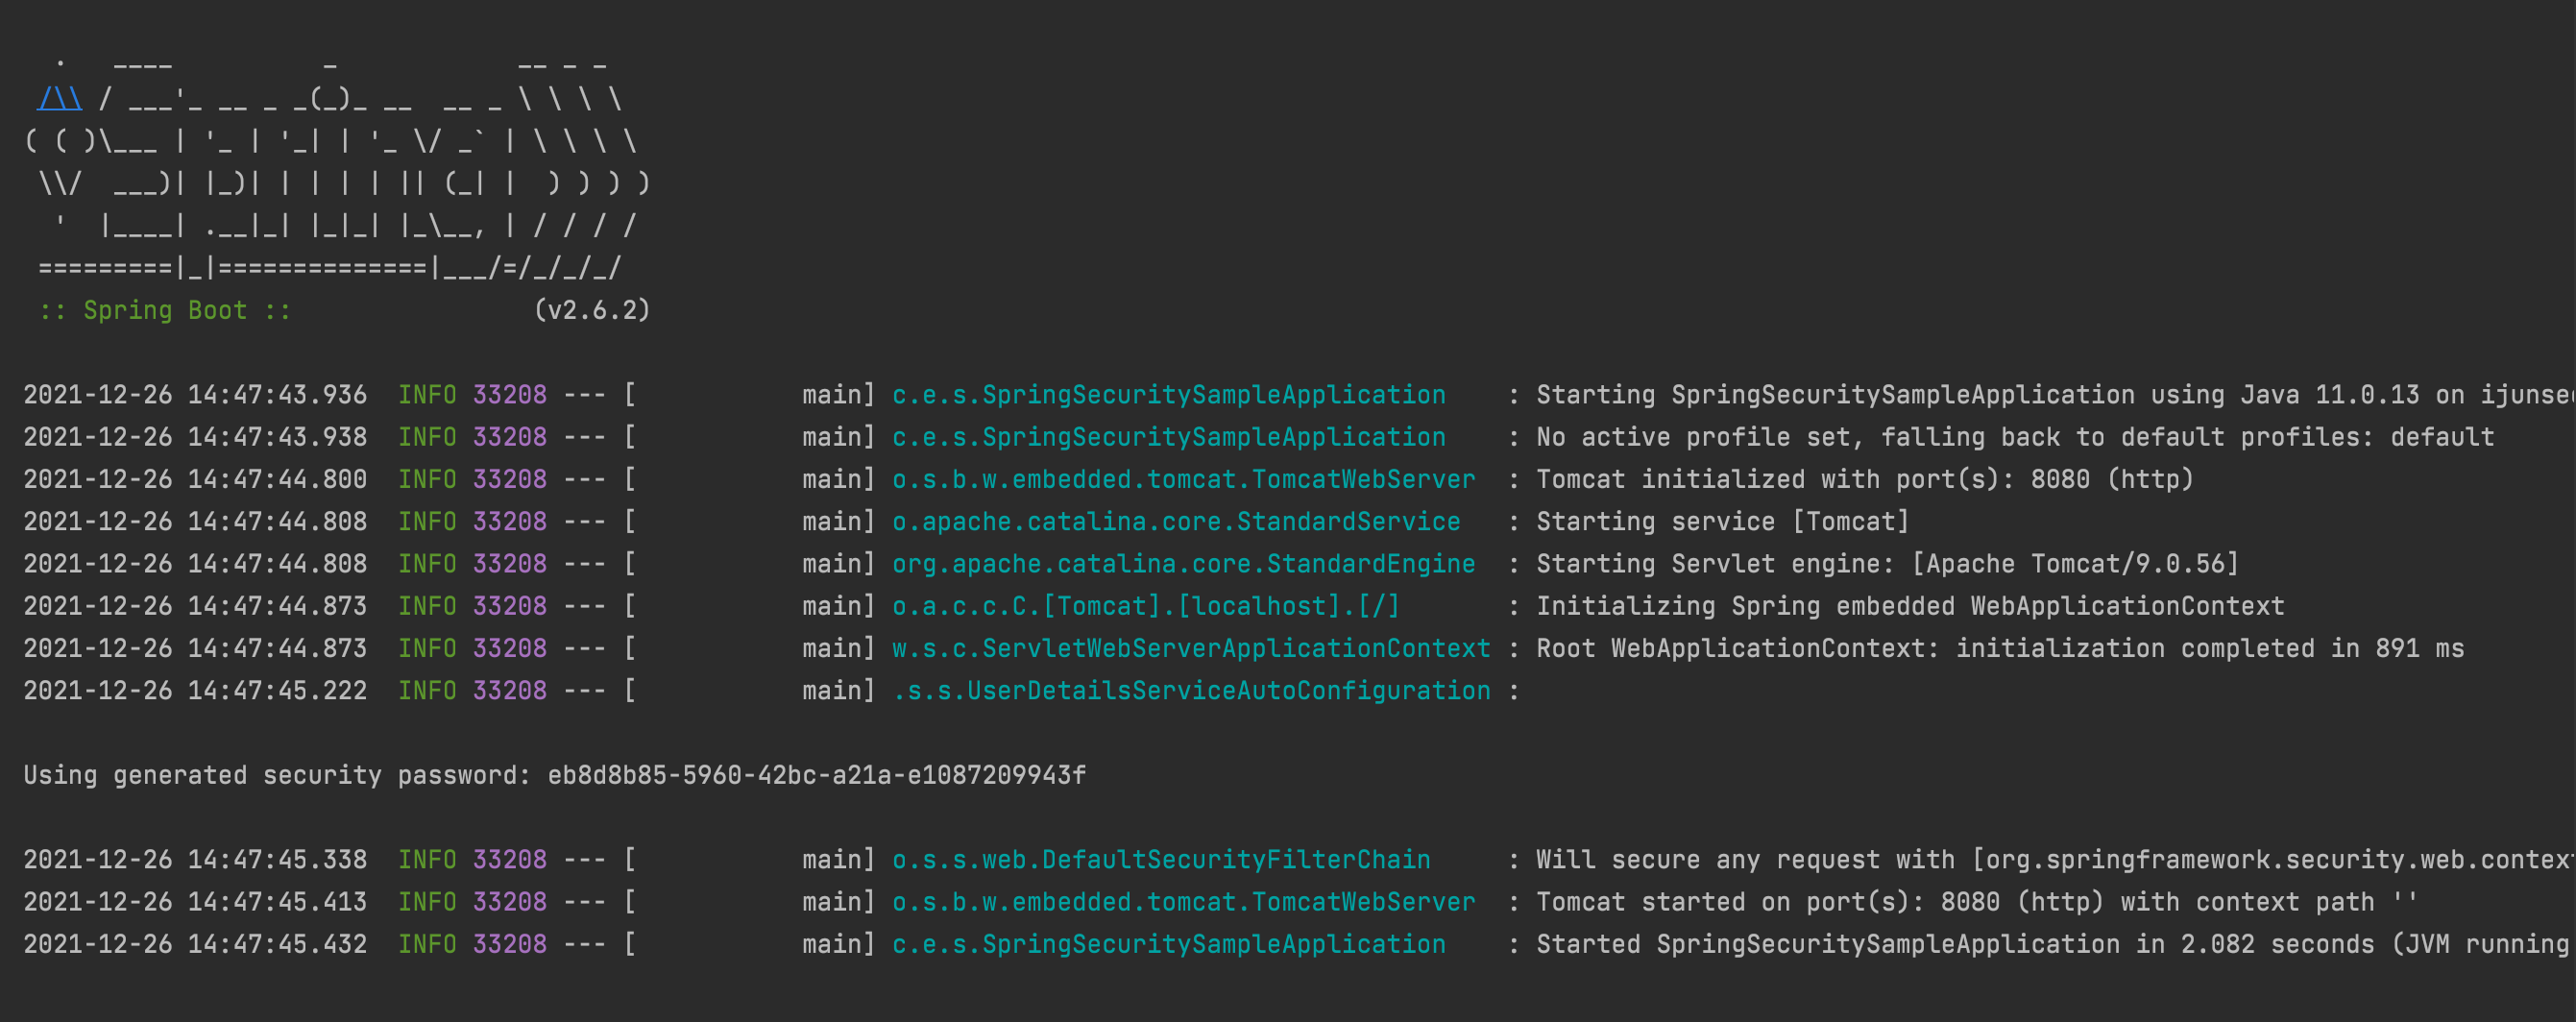 .   ____          _            __ _ _
 /\\ / ___'_ __ _ _(_)_ __  __ _ \ \ \ \
( ( )\___ | '_ | '_| | '_ \/ _` | \ \ \ \
 \\/  ___)| |_)| | | | | || (_| |  ) ) ) )
  '  |____| .__|_| |_|_| |_\__, | / / / /
 =========|_|==============|___/=/_/_/_/
 :: Spring Boot ::                (v2.6.2)
2021-12-26 14:47:43.936  INFO 33208 --- [           main] c.e.s.SpringSecuritySampleApplication    : Starting SpringSecuritySampleApplication using Java 11.0.13 on ijunse
2021-12-26 14:47:43.938  INFO 33208 --- [           main] c.e.s.SpringSecuritySampleApplication    : No active profile set, falling back to default profiles: default
2021-12-26 14:47:44.800  INFO 33208 --- [           main] o.s.b.w.embedded.tomcat.TomcatWebServer  : Tomcat initialized with port(s): 8080 (http)
2021-12-26 14:47:44.808  INFO 33208 --- [           main] o.apache.catalina.core.StandardService   : Starting service [Tomcat]
2021-12-26 14:47:44.808  INFO 33208 --- [           main] org.apache.catalina.core.StandardEngine  : Starting Servlet engine: [Apache Tomcat/9.0.56]
2021-12-26 14:47:44.873  INFO 33208 --- [           main] o.a.c.c.C.[Tomcat].[localhost].[/]       : Initializing Spring embedded WebApplicationContext
2021-12-26 14:47:44.873  INFO 33208 --- [           main] w.s.c.ServletWebServerApplicationContext : Root WebApplicationContext: initialization completed in 891 ms
2021-12-26 14:47:45.222  INFO 33208 --- [           main] .s.s.UserDetailsServiceAutoConfiguration :
Using generated security password: eb8d8b85-5960-42bc-a21a-e1087209943f
2021-12-26 14:47:45.338  INFO 33208 --- [           main] o.s.s.web.DefaultSecurityFilterChain     : Will secure any request with [org.springframework.security.web.contex
2021-12-26 14:47:45.413  INFO 33208 --- [           main] o.s.b.w.embedded.tomcat.TomcatWebServer  : Tomcat started on port(s): 8080 (http) with context path ''
2021-12-26 14:47:45.432  INFO 33208 --- [           main] c.e.s.SpringSecuritySampleApplication    : Started SpringSecuritySampleApplication in 2.082 seconds (JVM running